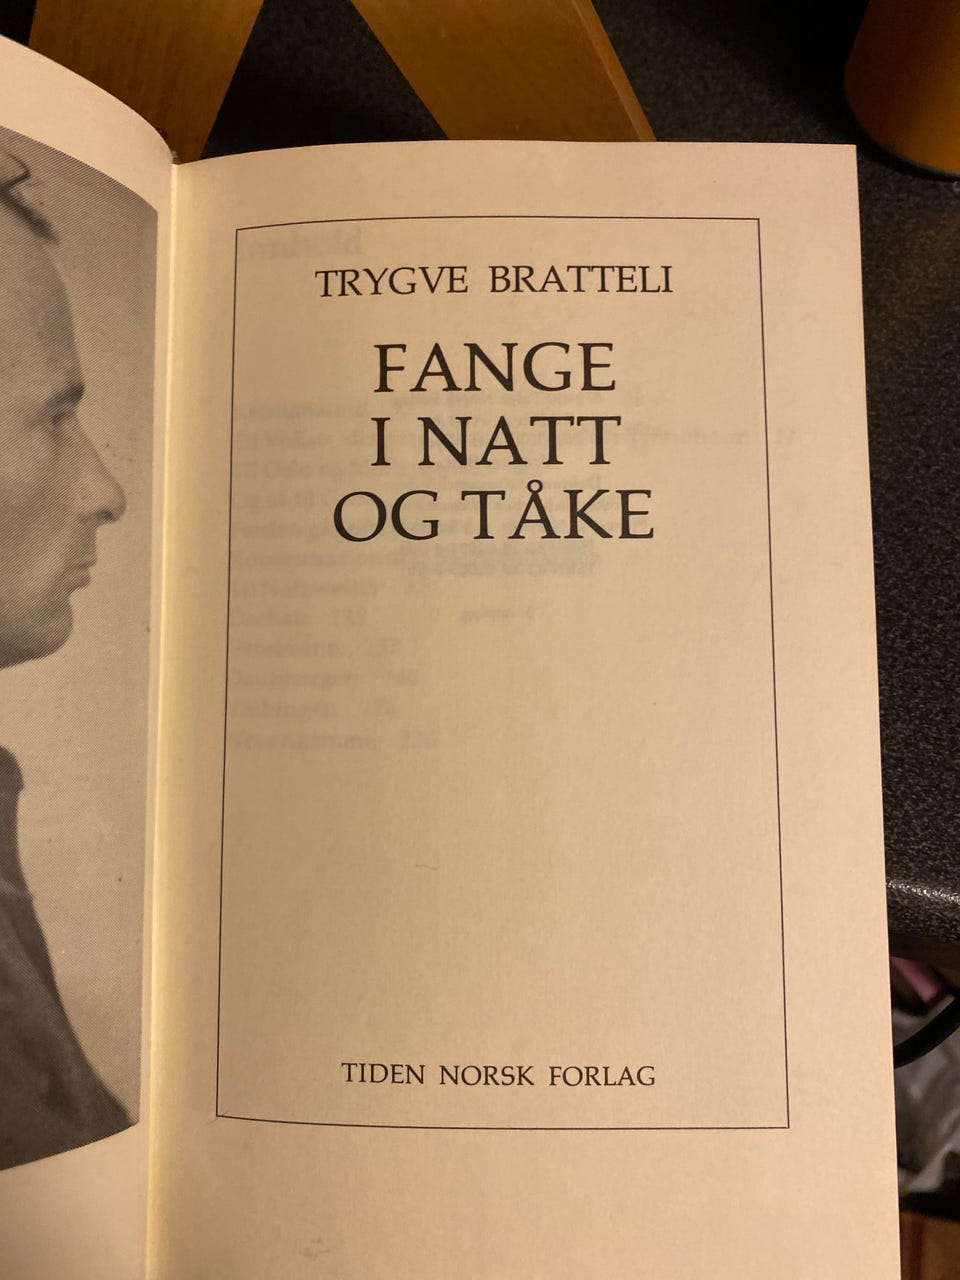 TRYGVE BRATTELI
FANGE
I NATT
OG TÅKE
TIDEN NORSK FORLAG